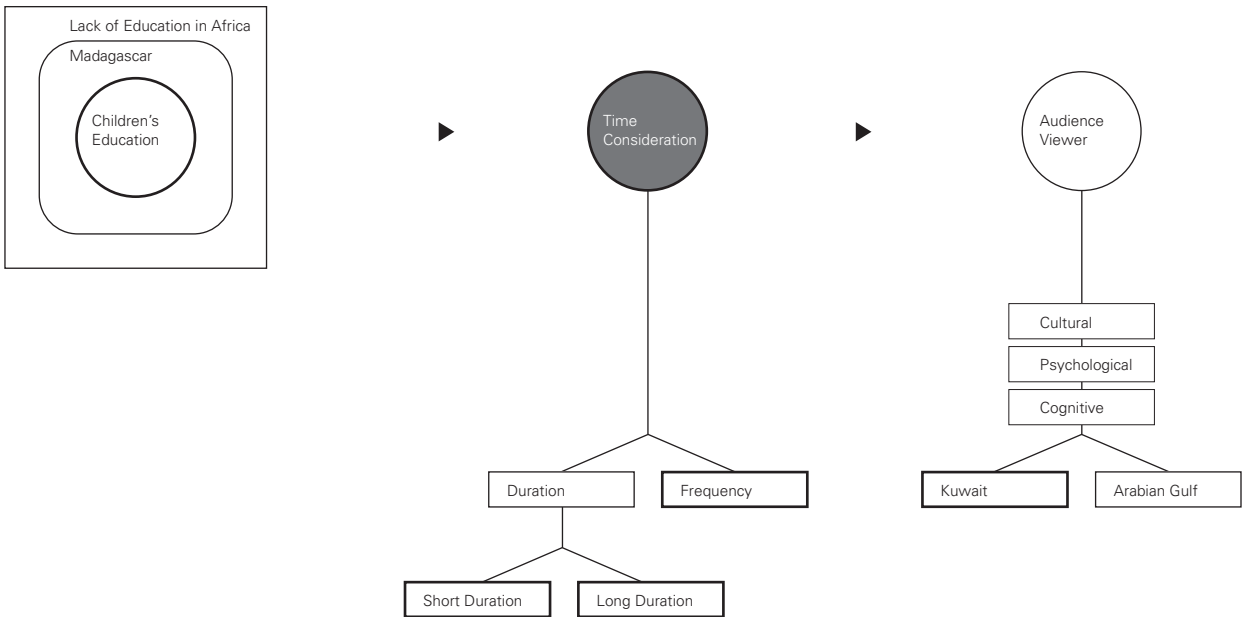 Lack of Education in Africa
Madagascar
Children's
Education
Time
Consideration
Audience
Viewer
Cultural
Psychological
Cognitive
Duration
Frequency
Kuwait
Arabian Gulf
Short Duration
Long Duration